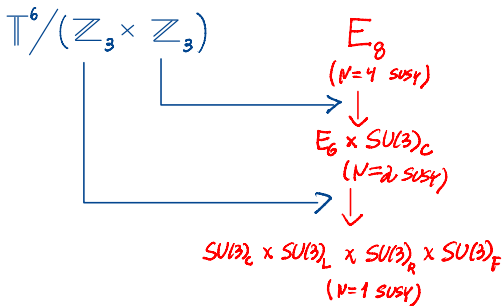 𝕋⁶/(ℤ₃ × ℤ₃)
E₈
(N=4 SUSY)
E₆ × SU(3)_C
(N=2 SUSY)
SU(3)_C × SU(3)_L × SU(3)_R × SU(3)_F
(N=1 SUSY)